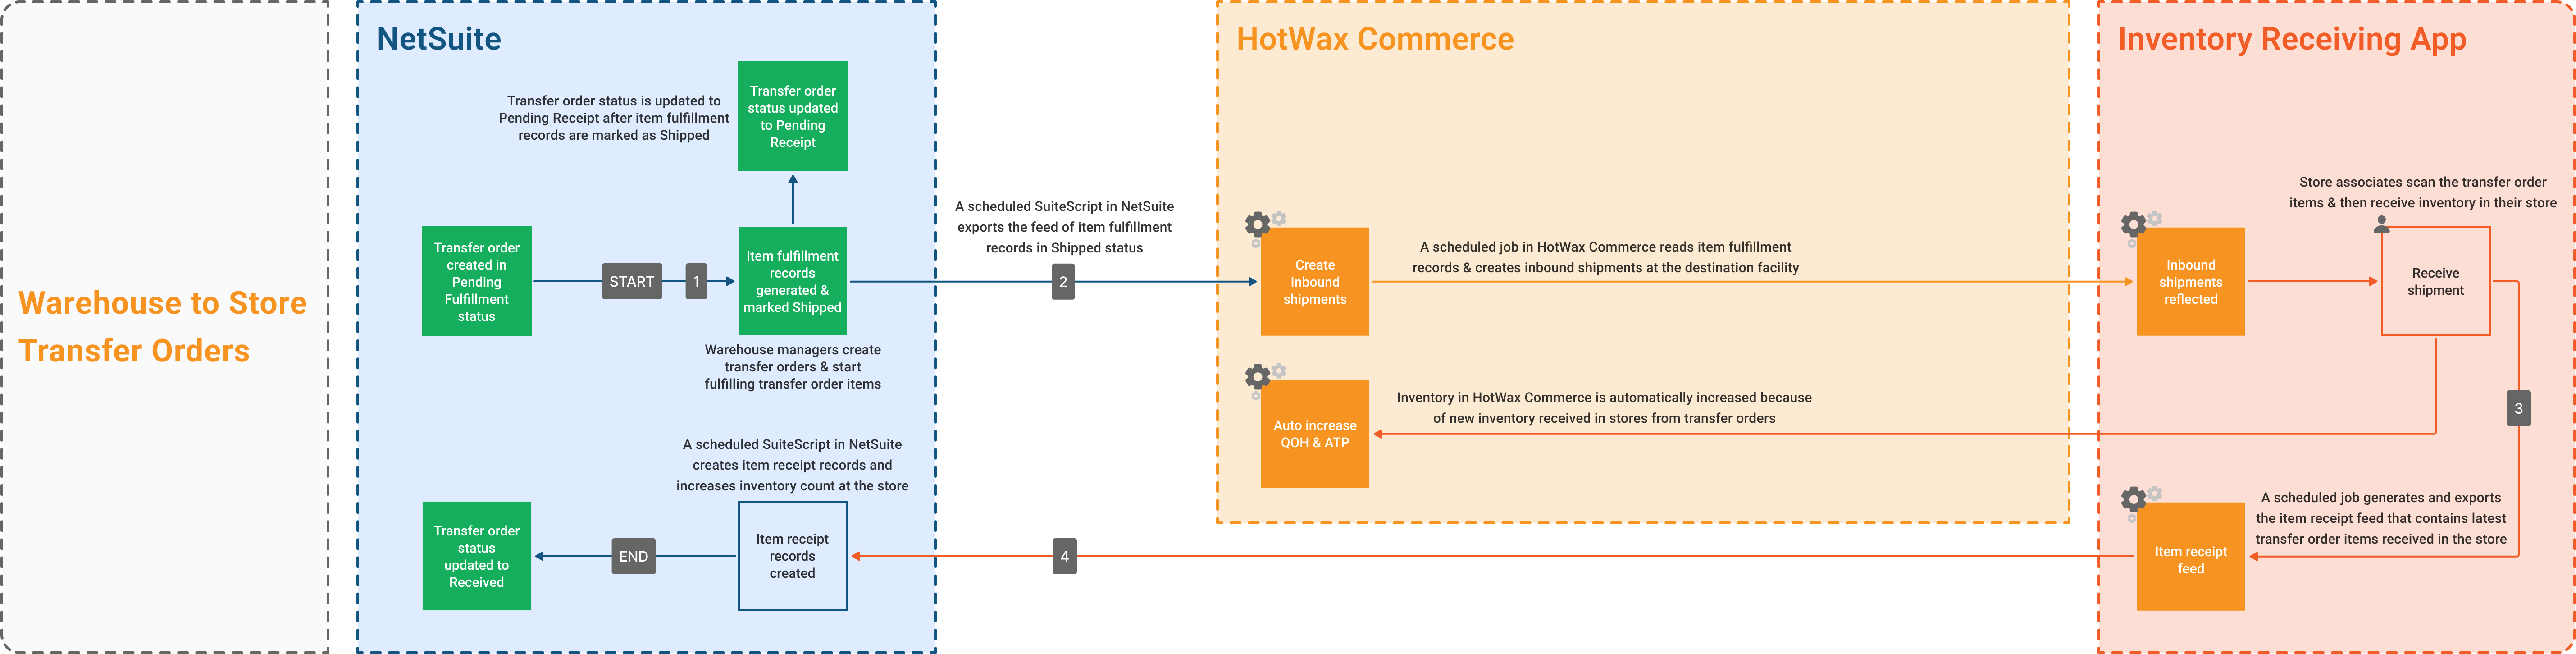 Warehouse to Store
Transfer Orders
NetSuite
Transfer order status is updated to
Pending Receipt after item fulfillment
records are marked as Shipped
Transfer order
status updated
to Pending
Receipt
Transfer order
created in
Pending
Fulfillment
status
START
1
Item fulfillment
records
generated &
marked Shipped
Warehouse managers create
transfer orders & start
fulfilling transfer order items
A scheduled SuiteScript in NetSuite
exports the feed of item fulfillment
records in Shipped status
2
A scheduled SuiteScript in NetSuite
creates item receipt records and
increases inventory count at the store
Transfer order
status
updated to
Received
END
Item receipt
records
created
4
HotWax Commerce
Create
Inbound
shipments
A scheduled job in HotWax Commerce reads item fulfillment
records & creates inbound shipments at the destination facility
Auto increase
QOH & ATP
Inventory in HotWax Commerce is automatically increased because
of new inventory received in stores from transfer orders
Inventory Receiving App
Store associates scan the transfer order
items & then receive inventory in their store
Inbound
shipments
reflected
Receive
shipment
3
A scheduled job generates and exports
the item receipt feed that contains latest
transfer order items received in the store
Item receipt
feed